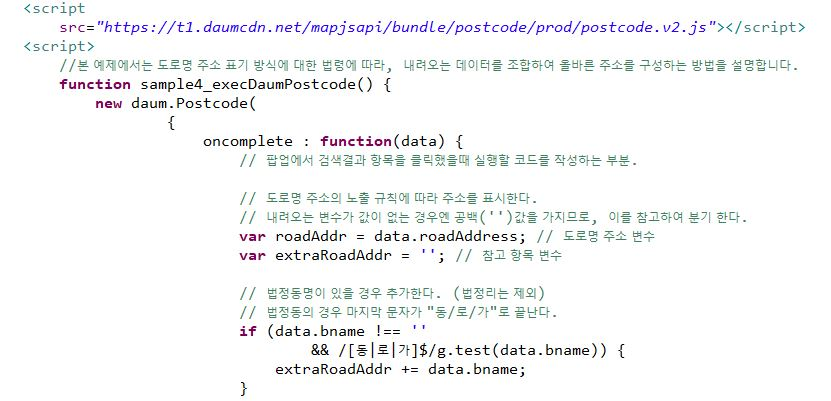 <script
src="https://t1.daumcdn.net/mapjsapi/bundle/postcode/prod/postcode.v2.js"></script>
<script>
//본 예제에서는 도로명 주소 표기 방식에 대한 법령에 따라, 내려오는 데이터를 조합하여 올바른 주소를 구성하는 방법을 설명합니다.
function sample4_execDaumPostcode() {
new daum.Postcode(
{
oncomplete : function(data) {
// 팝업에서 검색결과 항목을 클릭했을때 실행할 코드를 작성하는 부분.
// 도로명 주소의 노출 규칙에 따라 주소를 표시한다.
// 내려오는 변수가 값이 없는 경우엔 공백('')값을 가지므로, 이를 참고하여 분기 한다.
var roadAddr = data.roadAddress; // 도로명 주소 변수
var extraRoadAddr = ''; // 참고 항목 변수
// 법정동명이 있을 경우 추가한다. (법정리는 제외)
// 법정동의 경우 마지막 문자가 "동/로/가"로 끝난다.
if (data.bname !== ''
&& /[동|로|가]$/g.test(data.bname)) {
extraRoadAddr += data.bname;
}